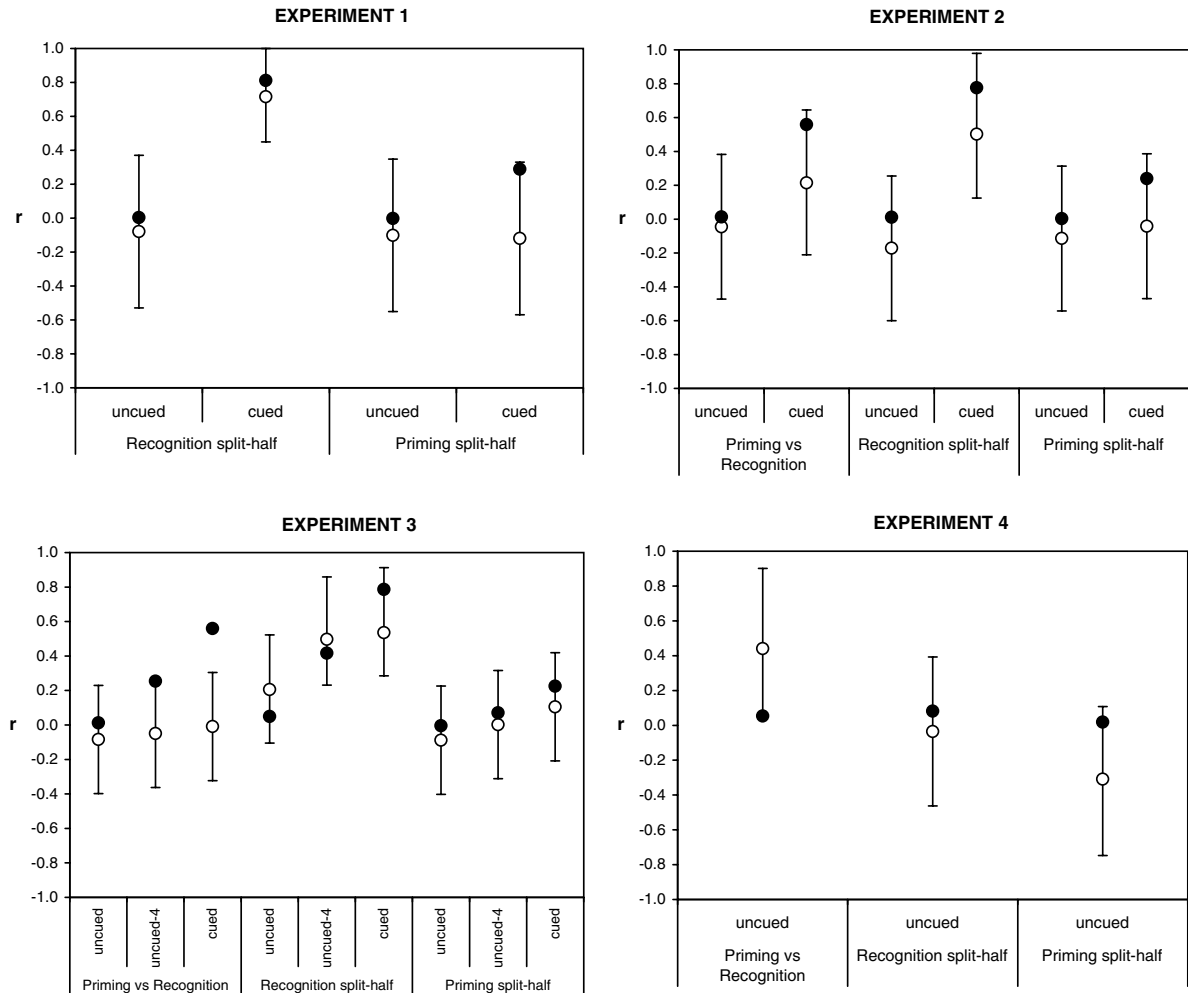 EXPERIMENT 1
1.0
0.8
0.6
0.4
0.2
r
0.0
-0.2
-0.4
-0.6
-0.8
-1.0
uncued cued uncued cued
Recognition split-half Priming split-half
EXPERIMENT 2
1.0
0.8
0.6
0.4
0.2
r
0.0
-0.2
-0.4
-0.6
-0.8
-1.0
uncued cued uncued cued uncued cued
Priming vs Recognition split-half Priming split-half
Recognition
EXPERIMENT 3
1.0
0.8
0.6
0.4
0.2
r
0.0
-0.2
-0.4
-0.6
-0.8
-1.0
uncued uncued-4 cued uncued uncued-4 cued uncued uncued-4 cued
Priming vs Recognition Recognition split-half Priming split-half
EXPERIMENT 4
1.0
0.8
0.6
0.4
0.2
r
0.0
-0.2
-0.4
-0.6
-0.8
-1.0
uncued uncued uncued
Priming vs Recognition split-half Priming split-half
Recognition